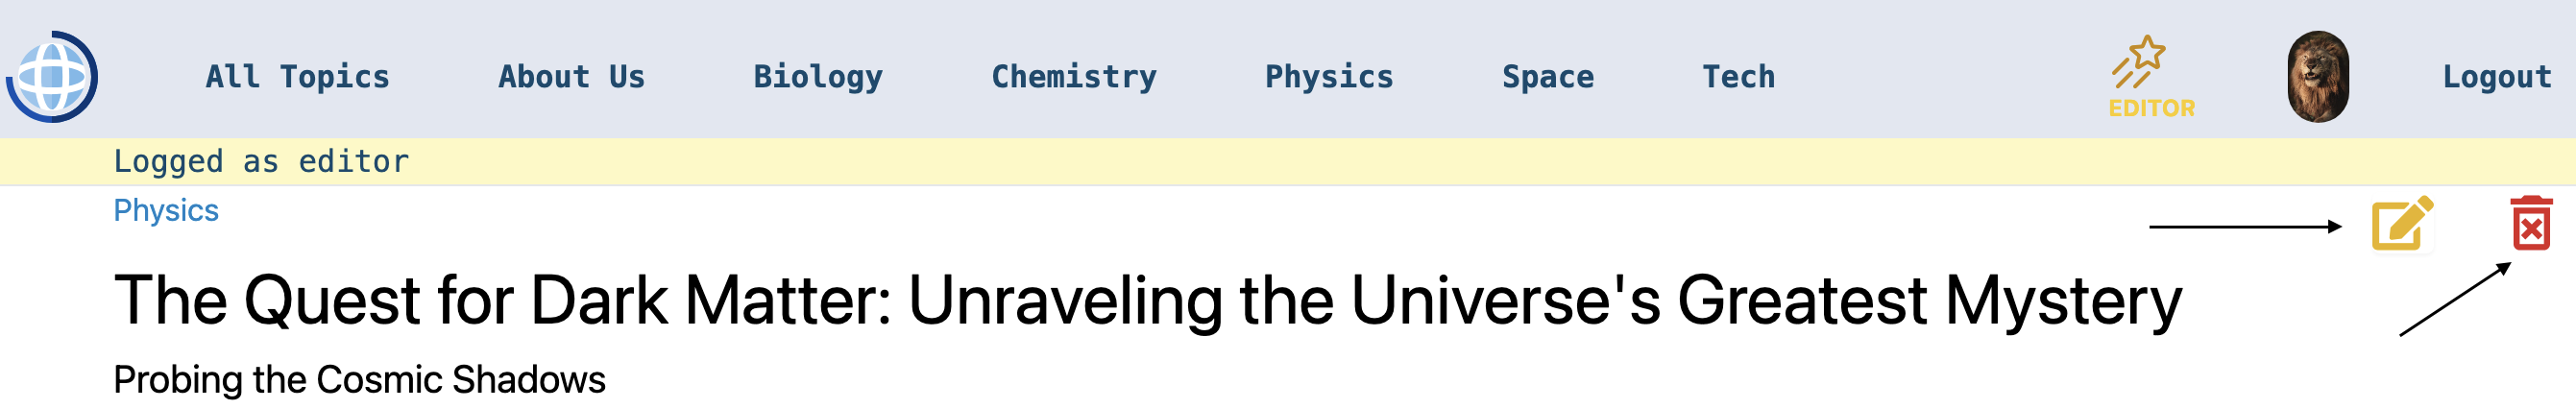 All Topics About Us Biology Chemistry Physics Space Tech EDITOR Logout
Logged as editor
Physics
The Quest for Dark Matter: Unraveling the Universe's Greatest Mystery
Probing the Cosmic Shadows